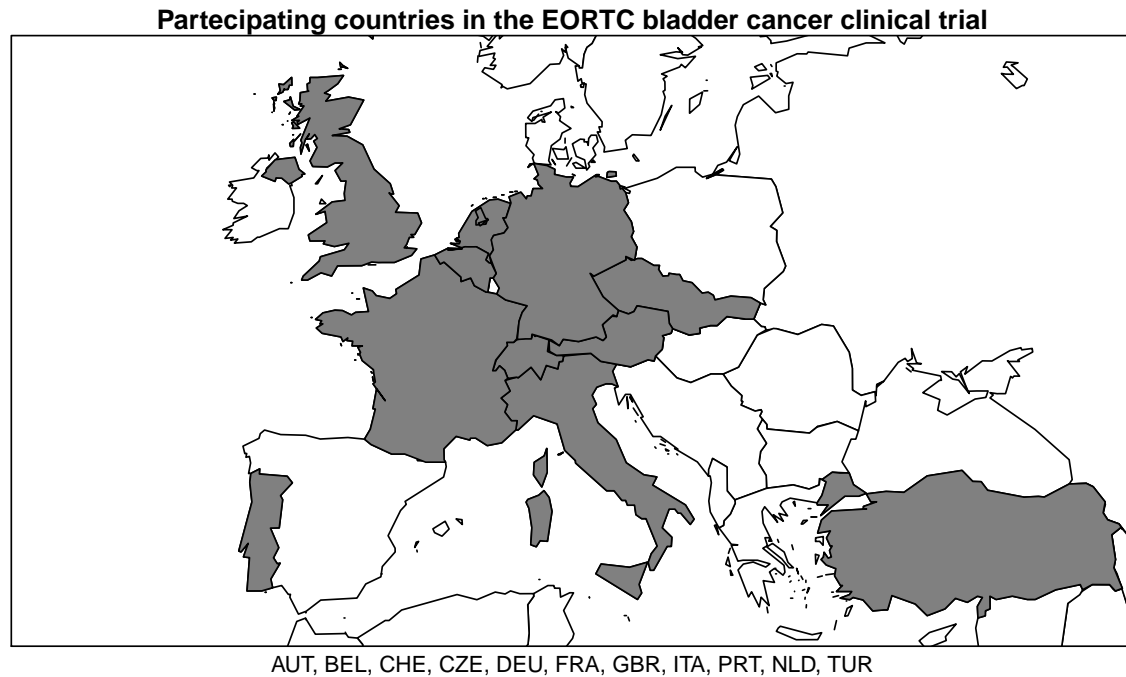 Partecipating countries in the EORTC bladder cancer clinical trial
AUT, BEL, CHE, CZE, DEU, FRA, GBR, ITA, PRT, NLD, TUR